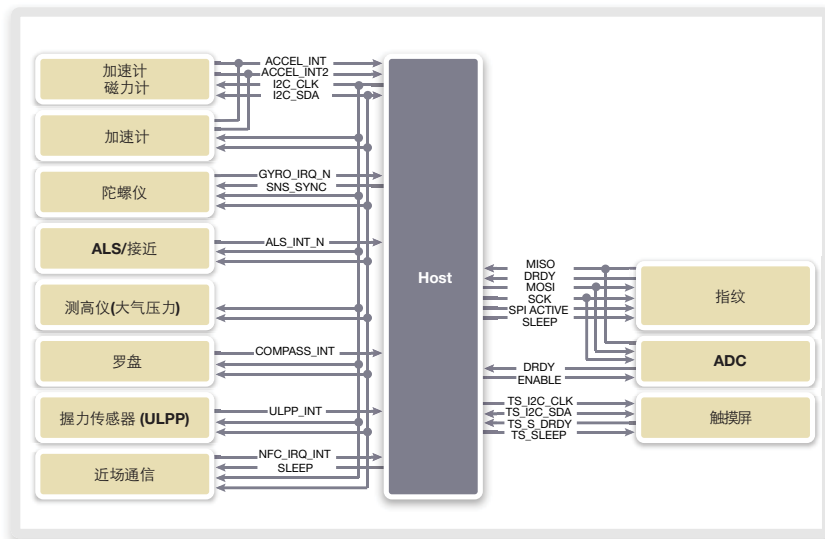 加速计
磁力计
加速计
陀螺仪
ALS/接近
测高仪(大气压力)
罗盘
握力传感器 (ULPP)
近场通信
ACCEL_INT
ACCEL_INT2
I2C_CLK
I2C_SDA
GYRO_IRQ_N
SNS_SYNC
ALS_INT_N
COMPASS_INT
ULPP_INT
NFC_IRQ_INT
SLEEP
Host
MISO
DRDY
MOSI
SCK
SPI ACTIVE
SLEEP
DRDY
ENABLE
TS_I2C_CLK
TS_I2C_SDA
TS_S_DRDY
TS_SLEEP
指纹
ADC
触摸屏